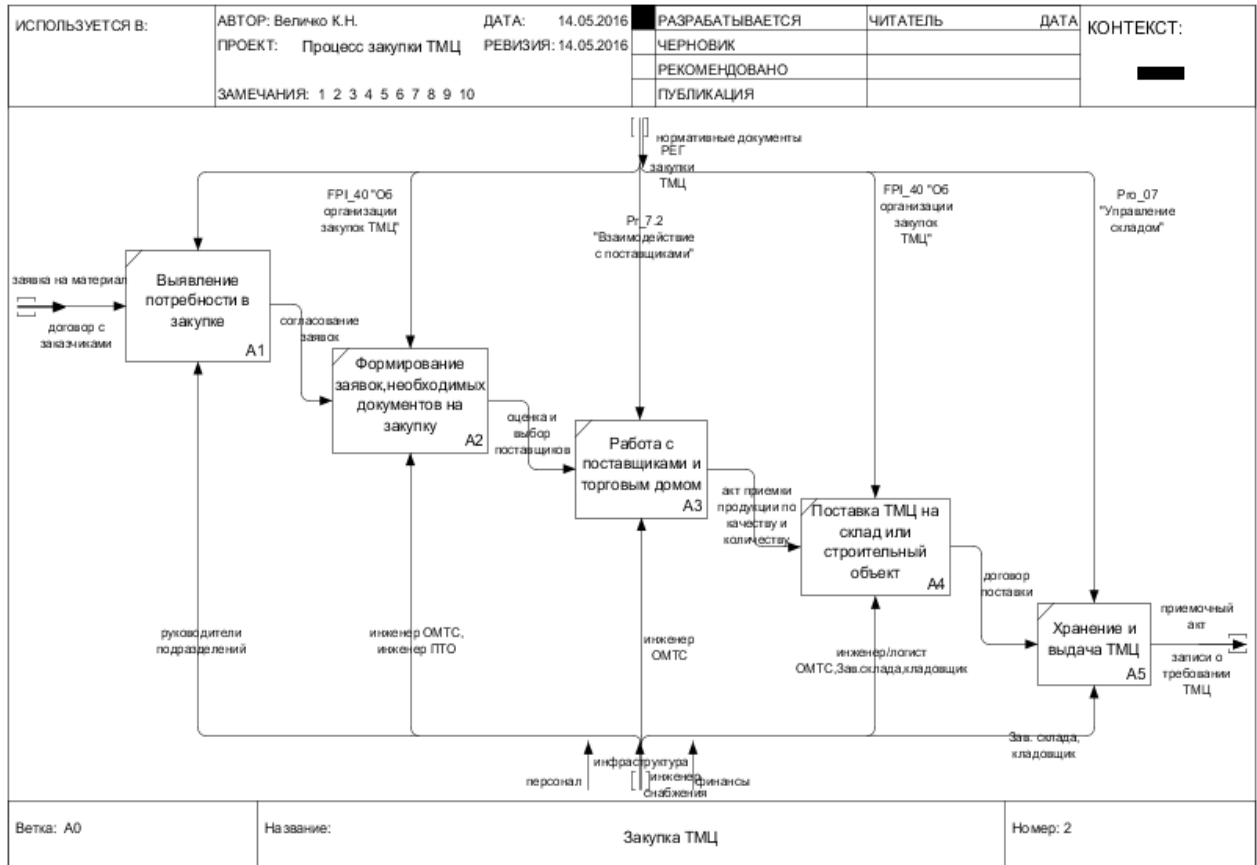 ИСПОЛЬЗУЕТСЯ В:
АВТОР: Величко К.Н.
ДАТА: 14.05.2016
ПРОЕКТ: Процесс закупки ТМЦ
РЕВИЗИЯ: 14.05.2016
ЗАМЕЧАНИЯ: 1 2 3 4 5 6 7 8 9 10
РАЗРАБАТЫВАЕТСЯ
ЧЕРНОВИК
РЕКОМЕНДОВАНО
ПУБЛИКАЦИЯ
ЧИТАТЕЛЬ
ДАТА
КОНТЕКСТ:
нормативные документы
РЕГ
закупки
ТМЦ
FPI_40 "Об
организации
закупок ТМЦ"
Pr_7.2
"Взаимодействие
с поставщиками"
FPI_40 "Об
организации
закупок
ТМЦ"
Pro_07
"Управление
складом"
заявка на материал
договор с
заказчиками
Выявление
потребности в
закупке
A1
согласование
заявок
Формирование
заявок,необходимых
документов на
закупку
A2
оценка и
выбор
поставщиков
Работа с
поставщиками и
торговым домом
A3
акт приемки
продукции по
качеству и
количеству
Поставка ТМЦ на
склад или
строительный
объект
A4
договор
поставки
Хранение и
выдача ТМЦ
A5
приемочный
акт
записи о
требовании
ТМЦ
руководители
подразделений
инженер ОМТС,
инженер ПТО
инженер
ОМТС
инженер/логист
ОМТС,Зав.склада,кладовщик
Зав. склада,
кладовщик
персонал
инфраструктура
инженер
снабжения
финансы
Ветка: A0
Название:
Закупка ТМЦ
Номер: 2